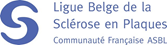 Ligue Belge de la
Sclérose en Plaques
Communauté Française ASBL